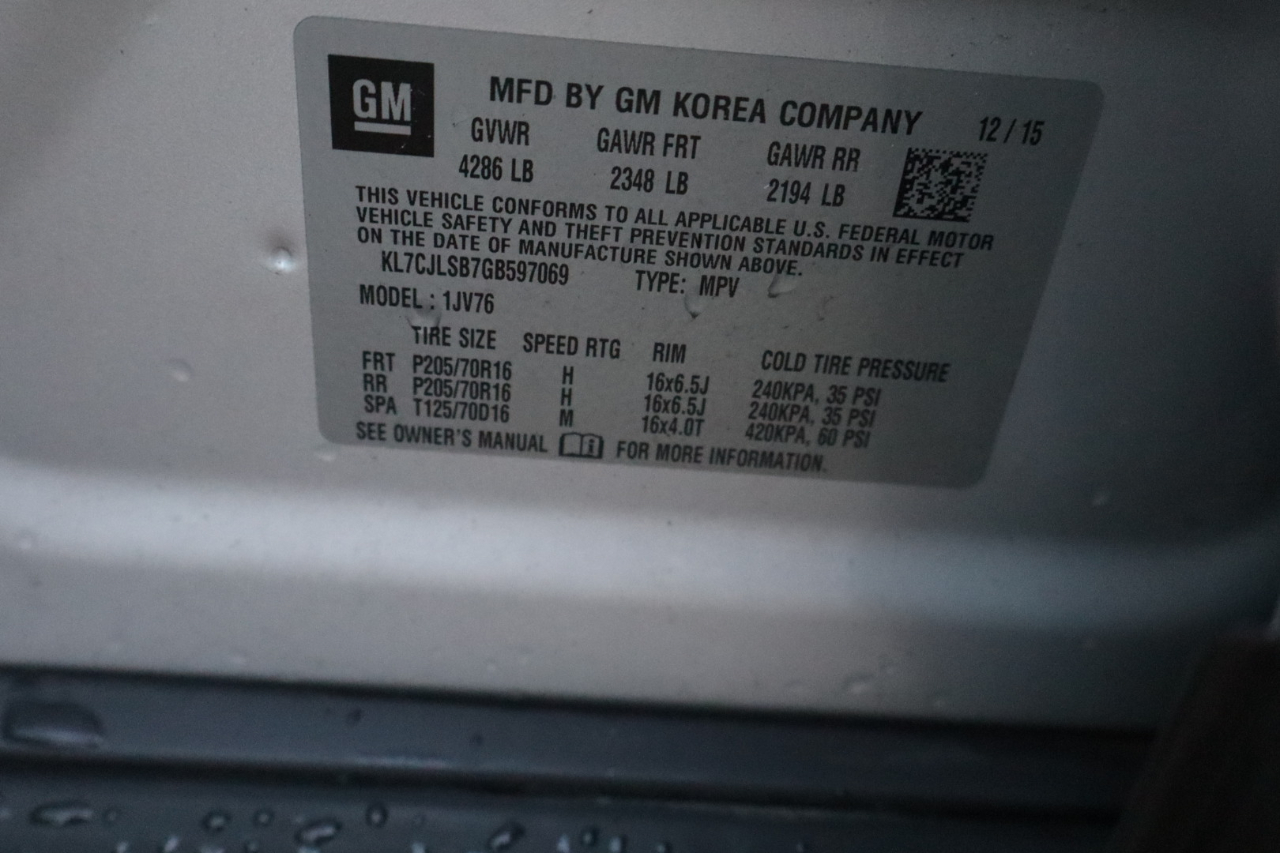 GM
MFD BY GM KOREA COMPANY 12 / 15
GVWR GAWR FRT GAWR RR
4286 LB 2348 LB 2194 LB
THIS VEHICLE CONFORMS TO ALL APPLICABLE U.S. FEDERAL MOTOR
VEHICLE SAFETY AND THEFT PREVENTION STANDARDS IN EFFECT
ON THE DATE OF MANUFACTURE SHOWN ABOVE.
KL7CJLSB7GB597069 TYPE: MPV
MODEL : 1JV76
TIRE SIZE SPEED RTG RIM COLD TIRE PRESSURE
FRT P205/70R16 H 16x6.5J 240KPA, 35 PSI
RR P205/70R16 H 16x6.5J 240KPA, 35 PSI
SPA T125/70D16 M 16x4.0T 420KPA, 60 PSI
SEE OWNER'S MANUAL FOR MORE INFORMATION.